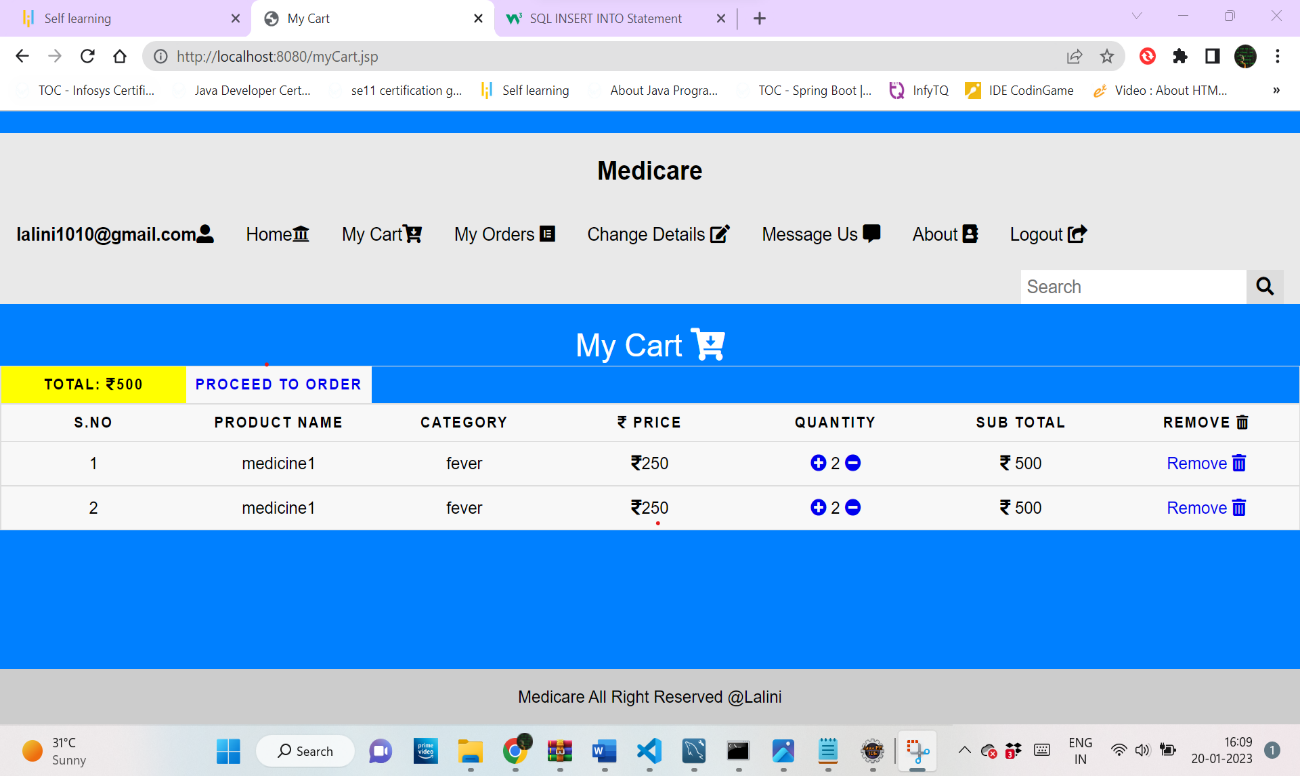 Self learning
My Cart
SQL INSERT INTO Statement
http://localhost:8080/myCart.jsp
TOC - Infosys Certifi... Java Developer Cert... se11 certification g... Self learning About Java Progra... TOC - Spring Boot |... InfyTQ IDE CodinGame Video : About HTM... »
Medicare
lalini1010@gmail.com Home My Cart My Orders Change Details Message Us About Logout
Search
My Cart
TOTAL: ₹500 PROCEED TO ORDER
S.NO PRODUCT NAME CATEGORY ₹ PRICE QUANTITY SUB TOTAL REMOVE
1 medicine1 fever ₹250 2 ₹ 500 Remove
2 medicine1 fever ₹250 2 ₹ 500 Remove
Medicare All Right Reserved @Lalini
31°C
Sunny
Search
prime video
ENG
IN
16:09
20-01-2023
1